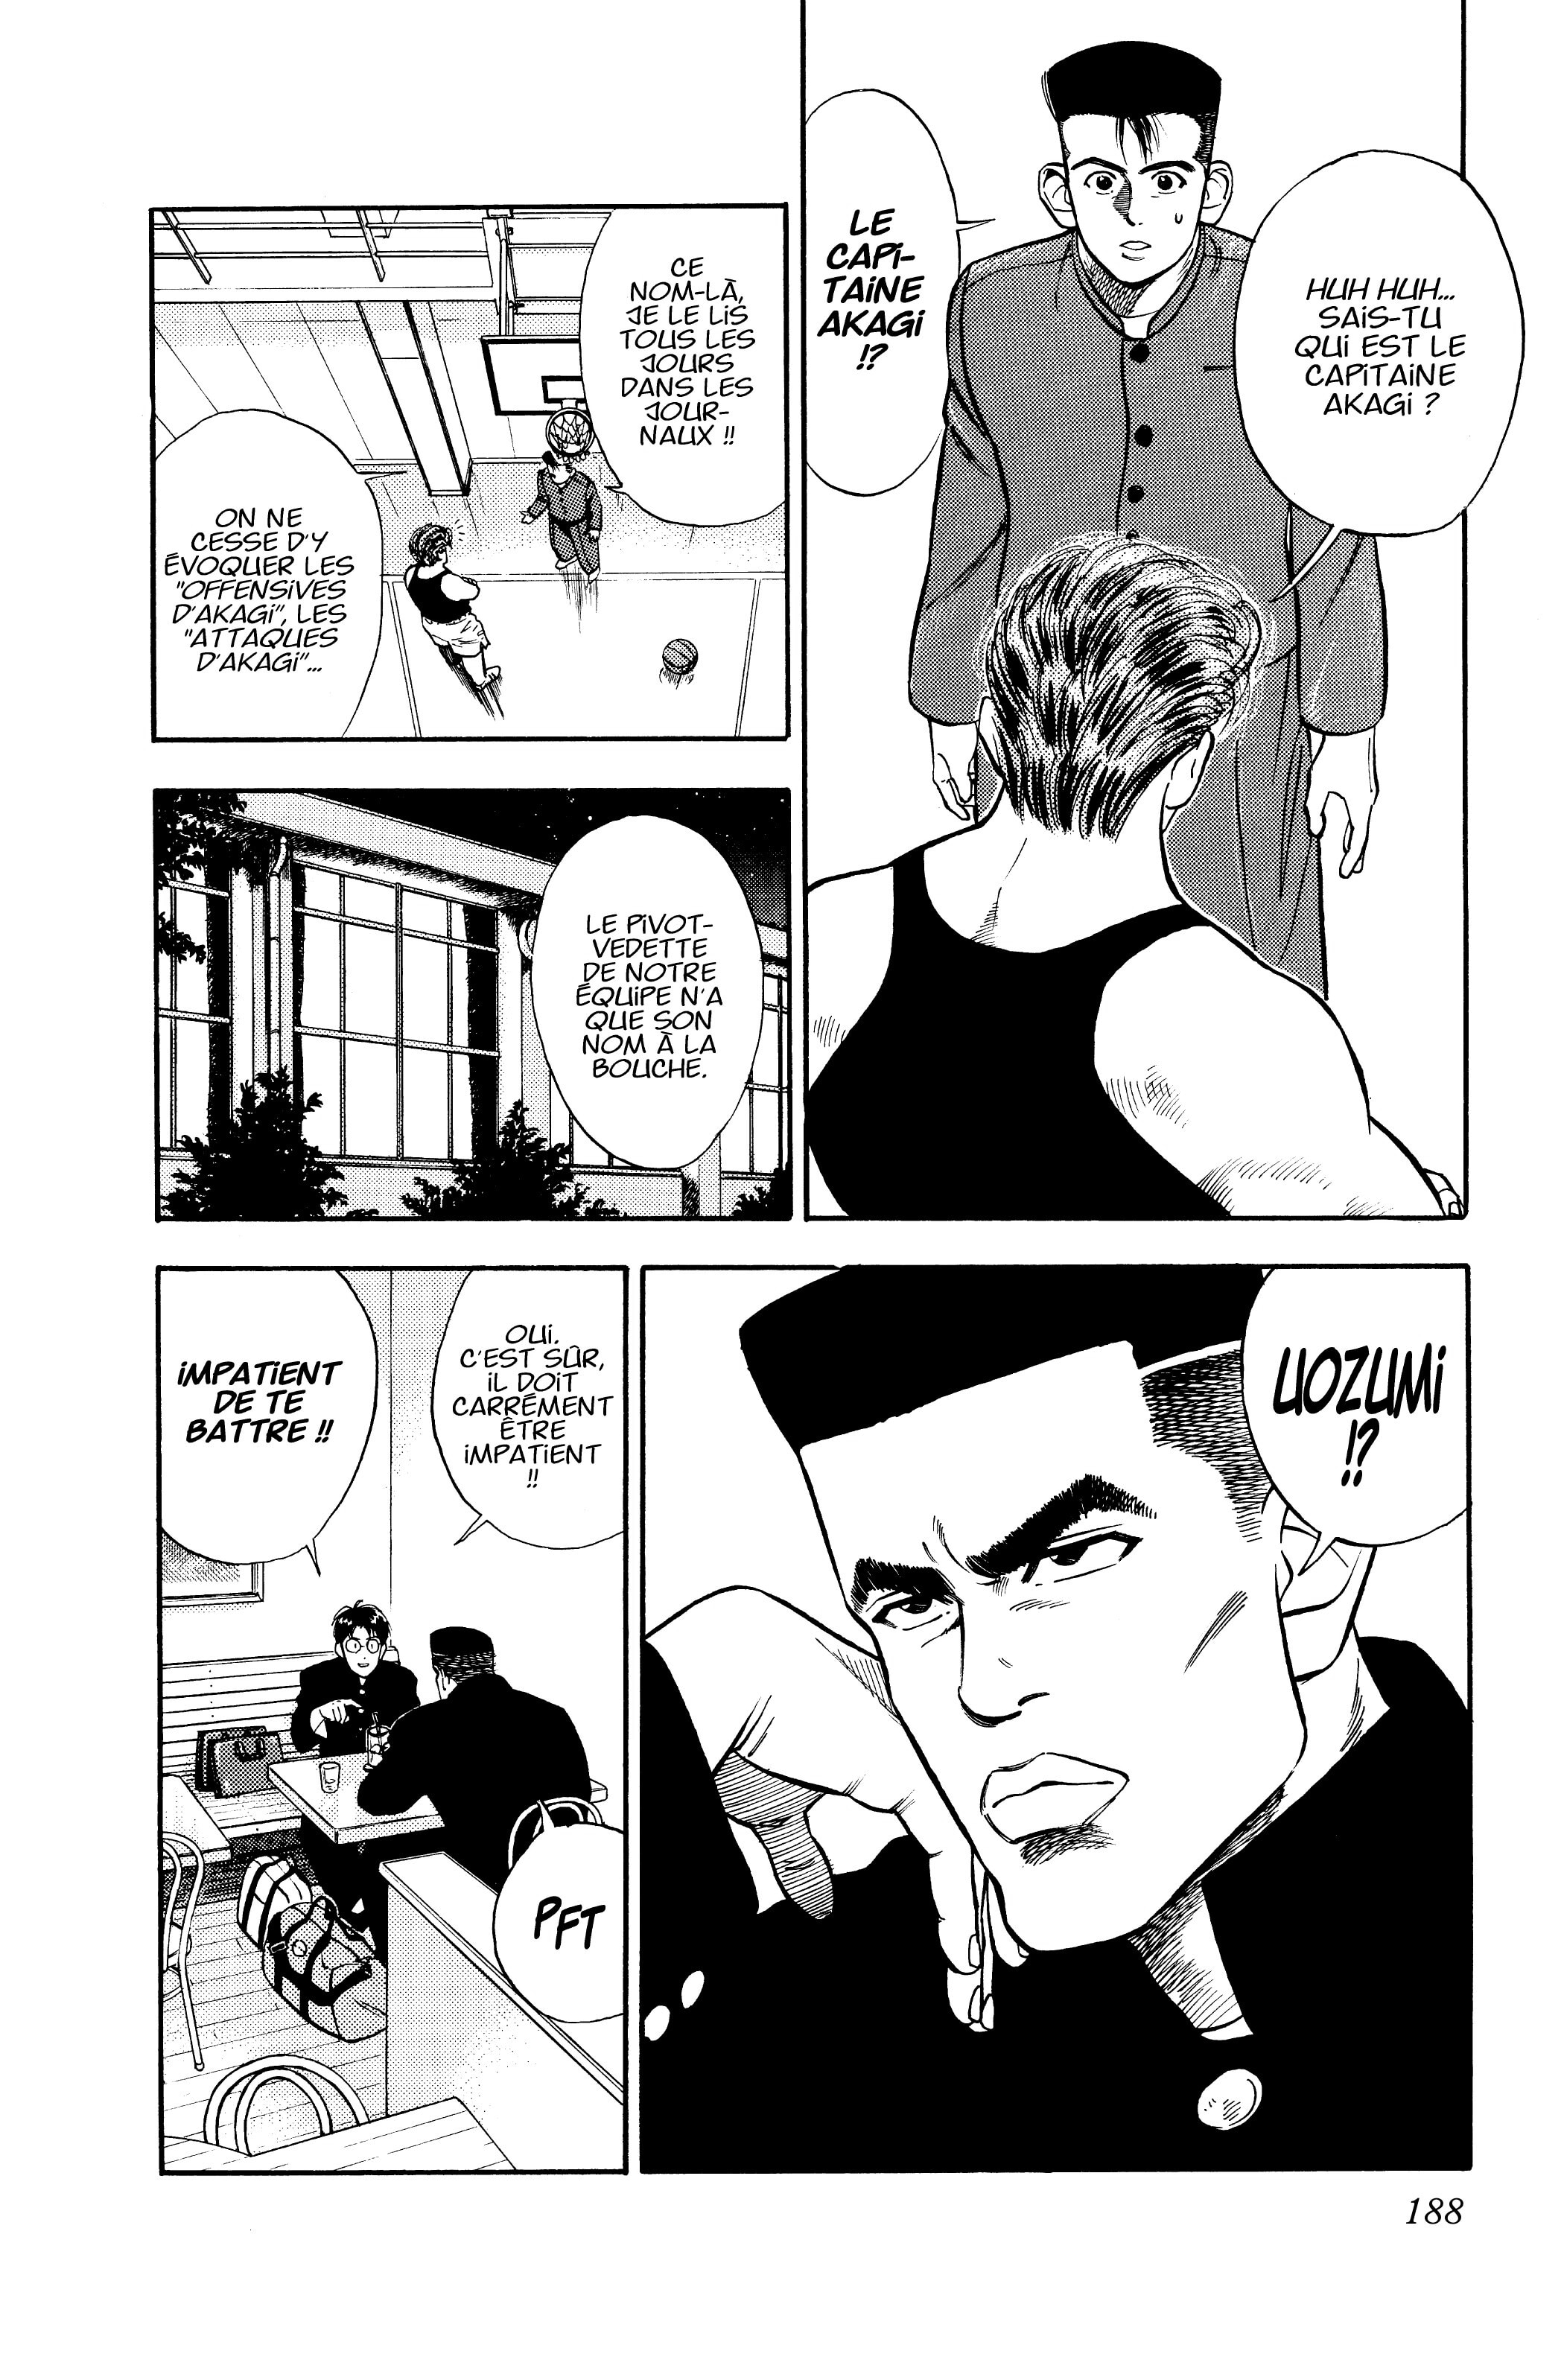 HUH HUH...
SAIS-TU
QUI EST LE
CAPITAINE
AKAGI ?
LE
CAPI-
TAINE
AKAGI
!?
CE
NOM-LÀ,
JE LE LIS
TOUS LES
JOURS
DANS LES
JOUR-
NAUX !!
ON NE
CESSE D'Y
ÉVOQUER LES
"OFFENSIVES
D'AKAGI", LES
"ATTAQUES
D'AKAGI"...
LE PIVOT-
VEDETTE
DE NOTRE
ÉQUIPE N'A
QUE SON
NOM À LA
BOUCHE.
UOZUMI
!?
OUI.
C'EST SÛR,
IL DOIT
CARRÉMENT
ÊTRE
IMPATIENT
!!
IMPATIENT
DE TE
BATTRE !!
PFT
188